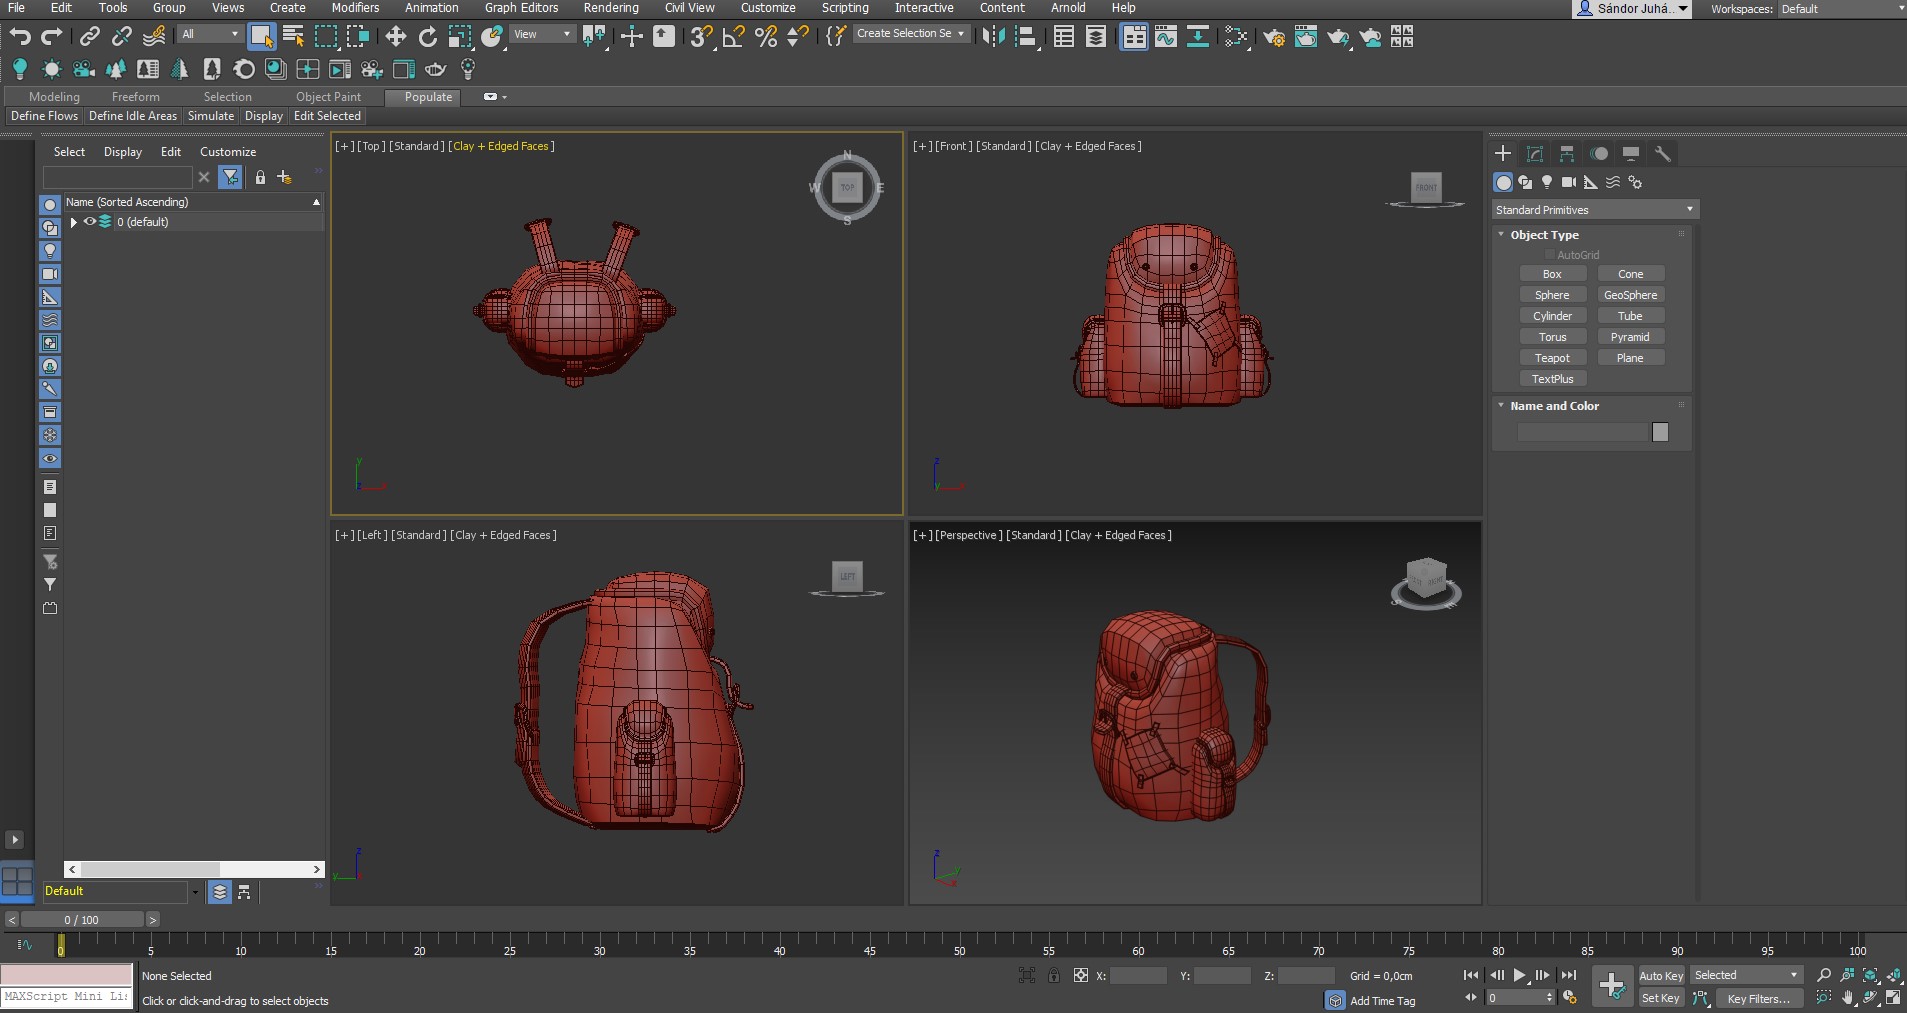 File Edit Tools Group Views Create Modifiers Animation Graph Editors Rendering Civil View Customize Scripting Interactive Content Arnold Help Sándor Juhá... Workspaces: Default
All View Create Selection Se
Modeling Freeform Selection Object Paint Populate
Define Flows Define Idle Areas Simulate Display Edit Selected
Select Display Edit Customize
Name (Sorted Ascending)
0 (default)
[+] [Top] [Standard] [Clay + Edged Faces]
N
W TOP E
S
[+] [Front] [Standard] [Clay + Edged Faces]
FRONT
y
z
[+] [Left] [Standard] [Clay + Edged Faces]
LEFT
[+] [Perspective] [Standard] [Clay + Edged Faces]
RIGHT
z
y
z
y
x
Standard Primitives
Object Type
AutoGrid
Box Cone
Sphere GeoSphere
Cylinder Tube
Torus Pyramid
Teapot Plane
TextPlus
Name and Color
Default
< 0 / 100 >
0 5 10 15 20 25 30 35 40 45 50 55 60 65 70 75 80 85 90 95 100
None Selected X: Y: Z: Grid = 0,0cm Auto Key Selected
MAXScript Mini Lis Click or click-and-drag to select objects Add Time Tag 0 Set Key Key Filters...